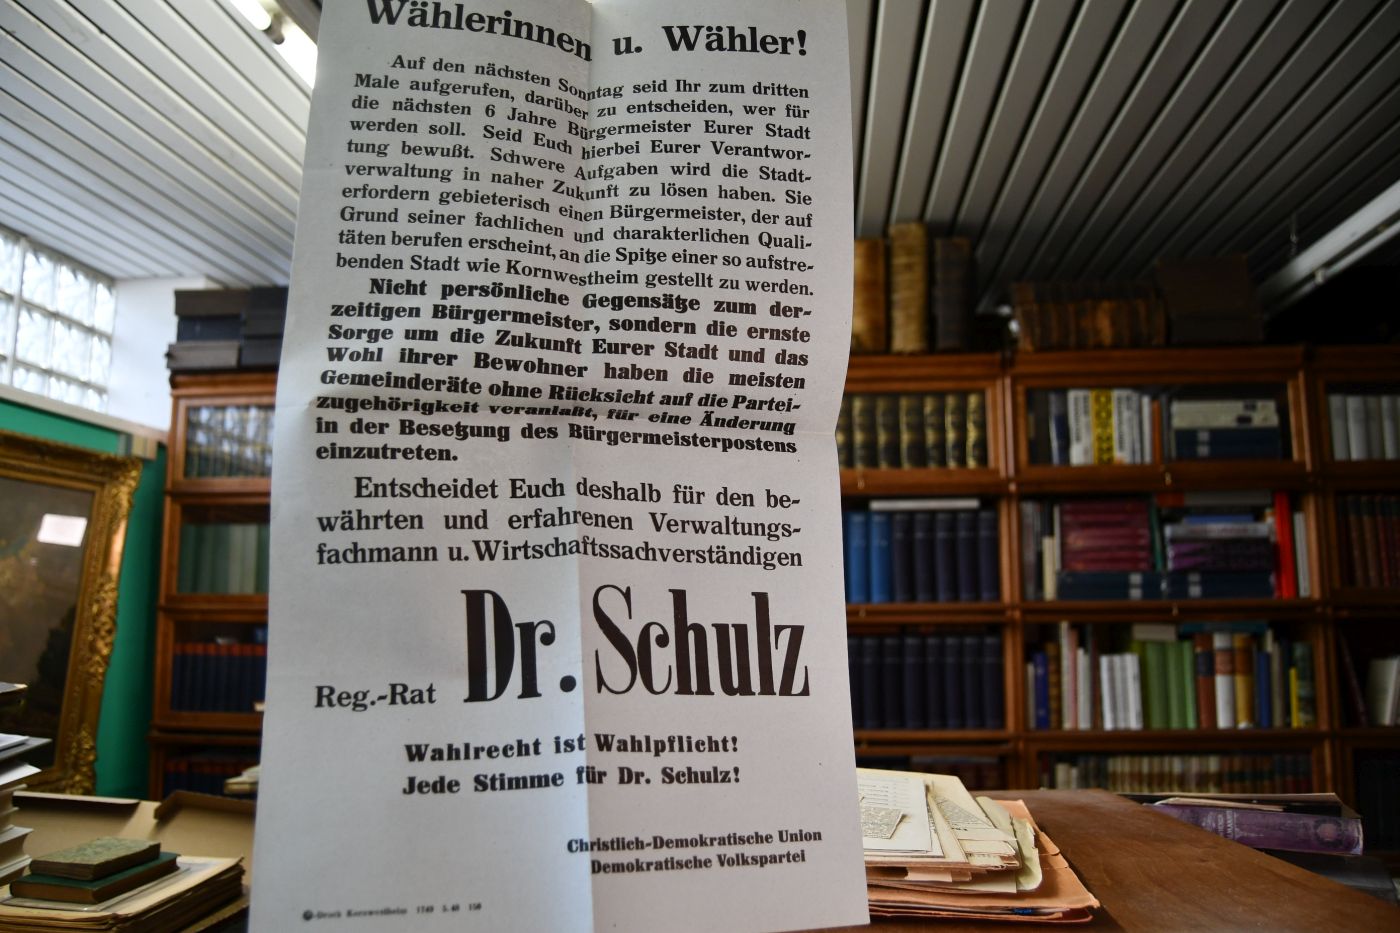 Wählerinnen u. Wähler!
Auf den nächsten Sonntag seid Ihr zum dritten
Male aufgerufen, darüber zu entscheiden, wer für
die nächsten 6 Jahre Bürgermeister Eurer Stadt
werden soll. Seid Euch hierbei Eurer Verantwor-
tung bewußt. Schwere Aufgaben wird die Stadt-
verwaltung in naher Zukunft zu lösen haben. Sie
erfordern gebieterisch einen Bürgermeister, der auf
Grund seiner fachlichen und charakterlichen Quali-
täten berufen erscheint, an die Spitze einer so aufstre-
benden Stadt wie Kornwestheim gestellt zu werden.
Nicht persönliche Gegensätze zum der-
zeitigen Bürgermeister, sondern die ernste
Sorge um die Zukunft Eurer Stadt und das
Wohl ihrer Bewohner haben die meisten
Gemeinderäte ohne Rücksicht auf die Partei-
zugehörigkeit veranlaßt, für eine Änderung
in der Besetzung des Bürgermeisterpostens
einzutreten.
Entscheidet Euch deshalb für den be-
währten und erfahrenen Verwaltungs-
fachmann u. Wirtschaftssachverständigen
Reg.-Rat Dr. Schulz
Wahlrecht ist Wahlpflicht!
Jede Stimme für Dr. Schulz!
Christlich-Demokratische Union
Demokratische Volkspartei
-Druck Kornwestheim 1740 5.48 150